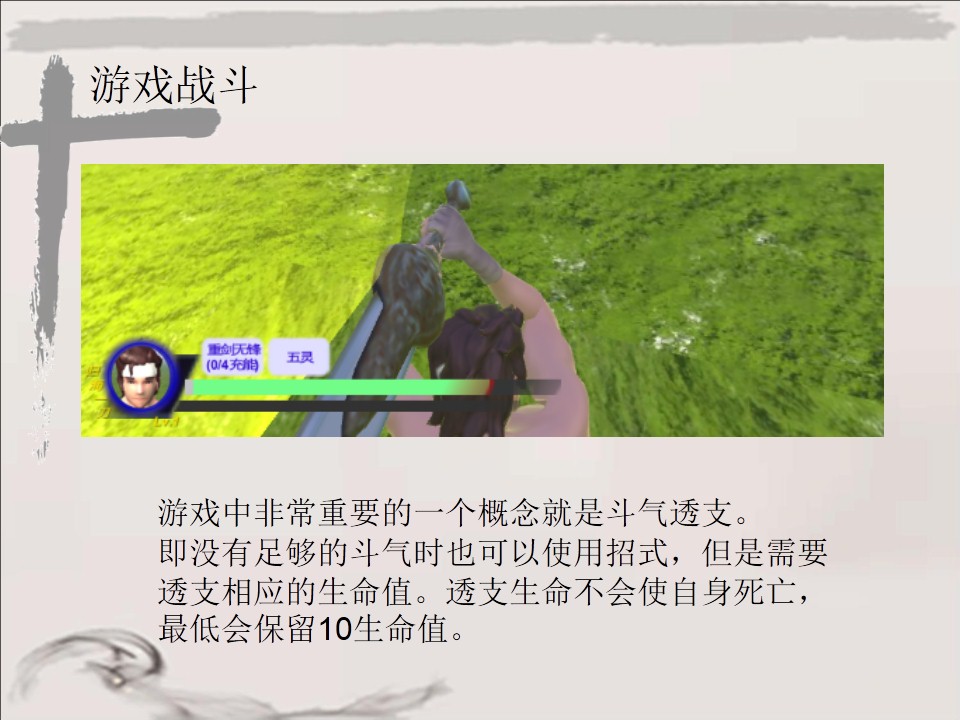 游戏战斗
重剑无锋
(0/4充能)
五灵
游戏中非常重要的一个概念就是斗气透支。
即没有足够的斗气时也可以使用招式，但是需要
透支相应的生命值。透支生命不会使自身死亡，
最低会保留10生命值。